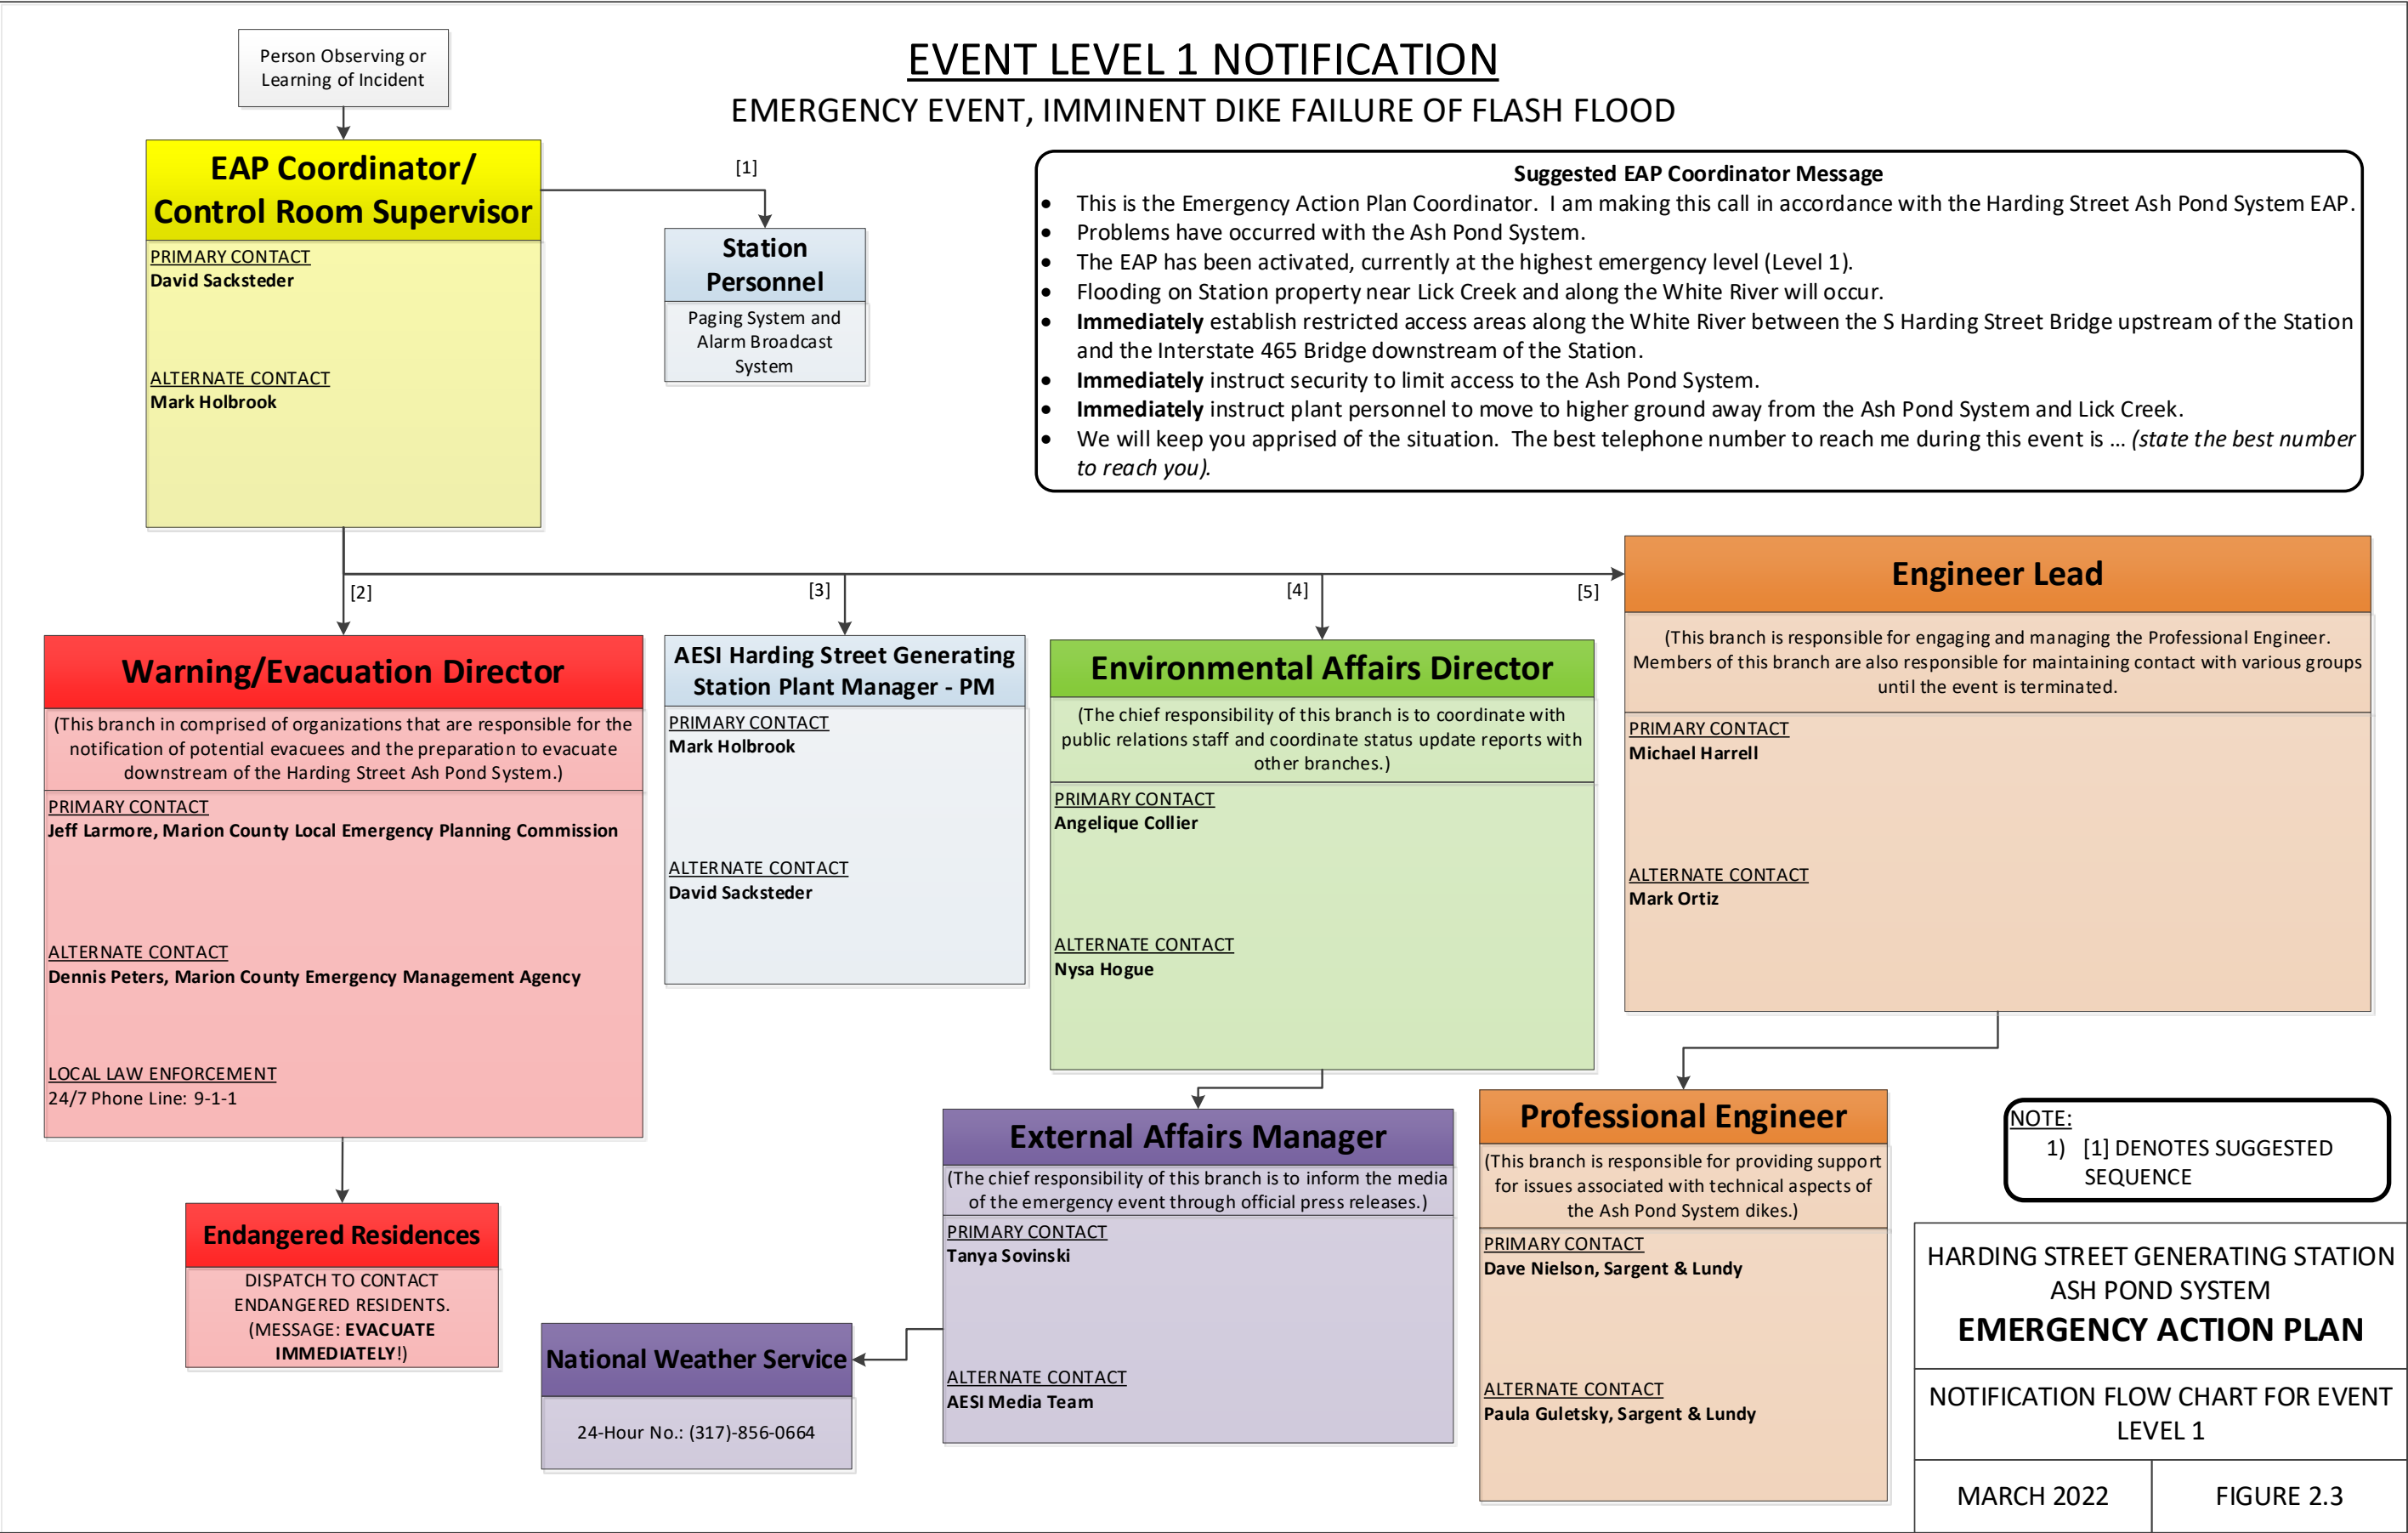 Person Observing or
Learning of Incident
EVENT LEVEL 1 NOTIFICATION
EMERGENCY EVENT, IMMINENT DIKE FAILURE OF FLASH FLOOD
EAP Coordinator/
Control Room Supervisor
PRIMARY CONTACT
David Sacksteder
ALTERNATE CONTACT
Mark Holbrook
[1]
Station
Personnel
Paging System and
Alarm Broadcast
System
Suggested EAP Coordinator Message
• This is the Emergency Action Plan Coordinator. I am making this call in accordance with the Harding Street Ash Pond System EAP.
• Problems have occurred with the Ash Pond System.
• The EAP has been activated, currently at the highest emergency level (Level 1).
• Flooding on Station property near Lick Creek and along the White River will occur.
• Immediately establish restricted access areas along the White River between the S Harding Street Bridge upstream of the Station
and the Interstate 465 Bridge downstream of the Station.
• Immediately instruct security to limit access to the Ash Pond System.
• Immediately instruct plant personnel to move to higher ground away from the Ash Pond System and Lick Creek.
• We will keep you apprised of the situation. The best telephone number to reach me during this event is … (state the best number
to reach you).
[2]
[3]
[4]
[5]
Warning/Evacuation Director
(This branch in comprised of organizations that are responsible for the
notification of potential evacuees and the preparation to evacuate
downstream of the Harding Street Ash Pond System.)
PRIMARY CONTACT
Jeff Larmore, Marion County Local Emergency Planning Commission
ALTERNATE CONTACT
Dennis Peters, Marion County Emergency Management Agency
LOCAL LAW ENFORCEMENT
24/7 Phone Line: 9-1-1
AESI Harding Street Generating
Station Plant Manager - PM
PRIMARY CONTACT
Mark Holbrook
ALTERNATE CONTACT
David Sacksteder
Environmental Affairs Director
(The chief responsibility of this branch is to coordinate with
public relations staff and coordinate status update reports with
other branches.)
PRIMARY CONTACT
Angelique Collier
ALTERNATE CONTACT
Nysa Hogue
Engineer Lead
(This branch is responsible for engaging and managing the Professional Engineer.
Members of this branch are also responsible for maintaining contact with various groups
until the event is terminated.
PRIMARY CONTACT
Michael Harrell
ALTERNATE CONTACT
Mark Ortiz
Endangered Residences
DISPATCH TO CONTACT
ENDANGERED RESIDENTS.
(MESSAGE: EVACUATE
IMMEDIATELY!)
National Weather Service
24-Hour No.: (317)-856-0664
External Affairs Manager
(The chief responsibility of this branch is to inform the media
of the emergency event through official press releases.)
PRIMARY CONTACT
Tanya Sovinski
ALTERNATE CONTACT
AESI Media Team
Professional Engineer
(This branch is responsible for providing support
for issues associated with technical aspects of
the Ash Pond System dikes.)
PRIMARY CONTACT
Dave Nielson, Sargent & Lundy
ALTERNATE CONTACT
Paula Guletsky, Sargent & Lundy
NOTE:
1) [1] DENOTES SUGGESTED
SEQUENCE
HARDING STREET GENERATING STATION
ASH POND SYSTEM
EMERGENCY ACTION PLAN
NOTIFICATION FLOW CHART FOR EVENT
LEVEL 1
MARCH 2022
FIGURE 2.3